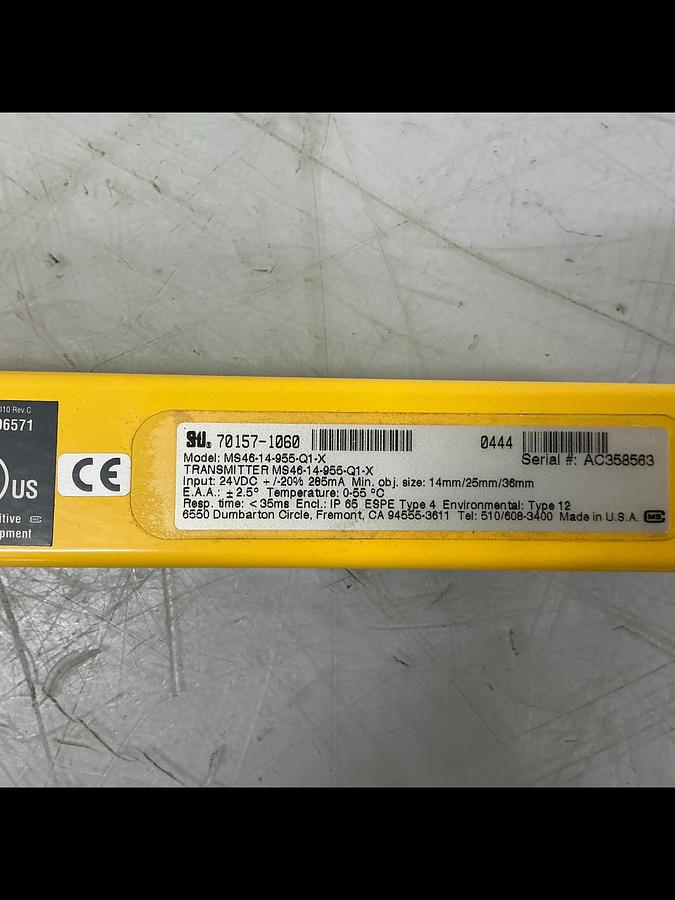 010 Rev.C
06571
US
itive
pment
CE
STI® 70157-1060 0444
Model: MS46-14-955-Q1-X Serial #: AC358563
TRANSMITTER MS46-14-955-Q1-X
Input: 24VDC +/-20% 285mA Min. obj. size: 14mm/25mm/36mm
E.A.A.: ±2.5° Temperature: 0-55 °C
Resp. time: <35ms Encl.: IP 65 ESPE Type 4 Environmental: Type 12
6550 Dumbarton Circle, Fremont, CA 94555-3611 Tel: 510/608-3400 Made in U.S.A.